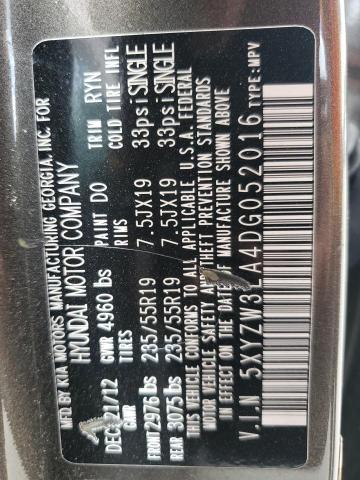 MFD BY KIA MOTORS MANUFACTURING GEORGIA, INC. FOR
HYUNDAI MOTOR COMPANY
PAINT DO TRIM RYN
DEC 21/12 GVWR 4960 lbs
GWR TIRES RIMS COLD TIRE INFL
FRONT 2976 lbs 235/55R19 7.5JX19 33psi SINGLE
REAR 3075 lbs 235/55R19 7.5JX19 33psi SINGLE
THIS VEHICLE CONFORMS TO ALL APPLICABLE U.S.A. FEDERAL
MOTOR VEHICLE SAFETY AND THEFT PREVENTION STANDARDS
IN EFFECT ON THE DATE OF MANUFACTURE SHOWN ABOVE
V.I.N 5XYZW3LA4DG052016 TYPE:MPV